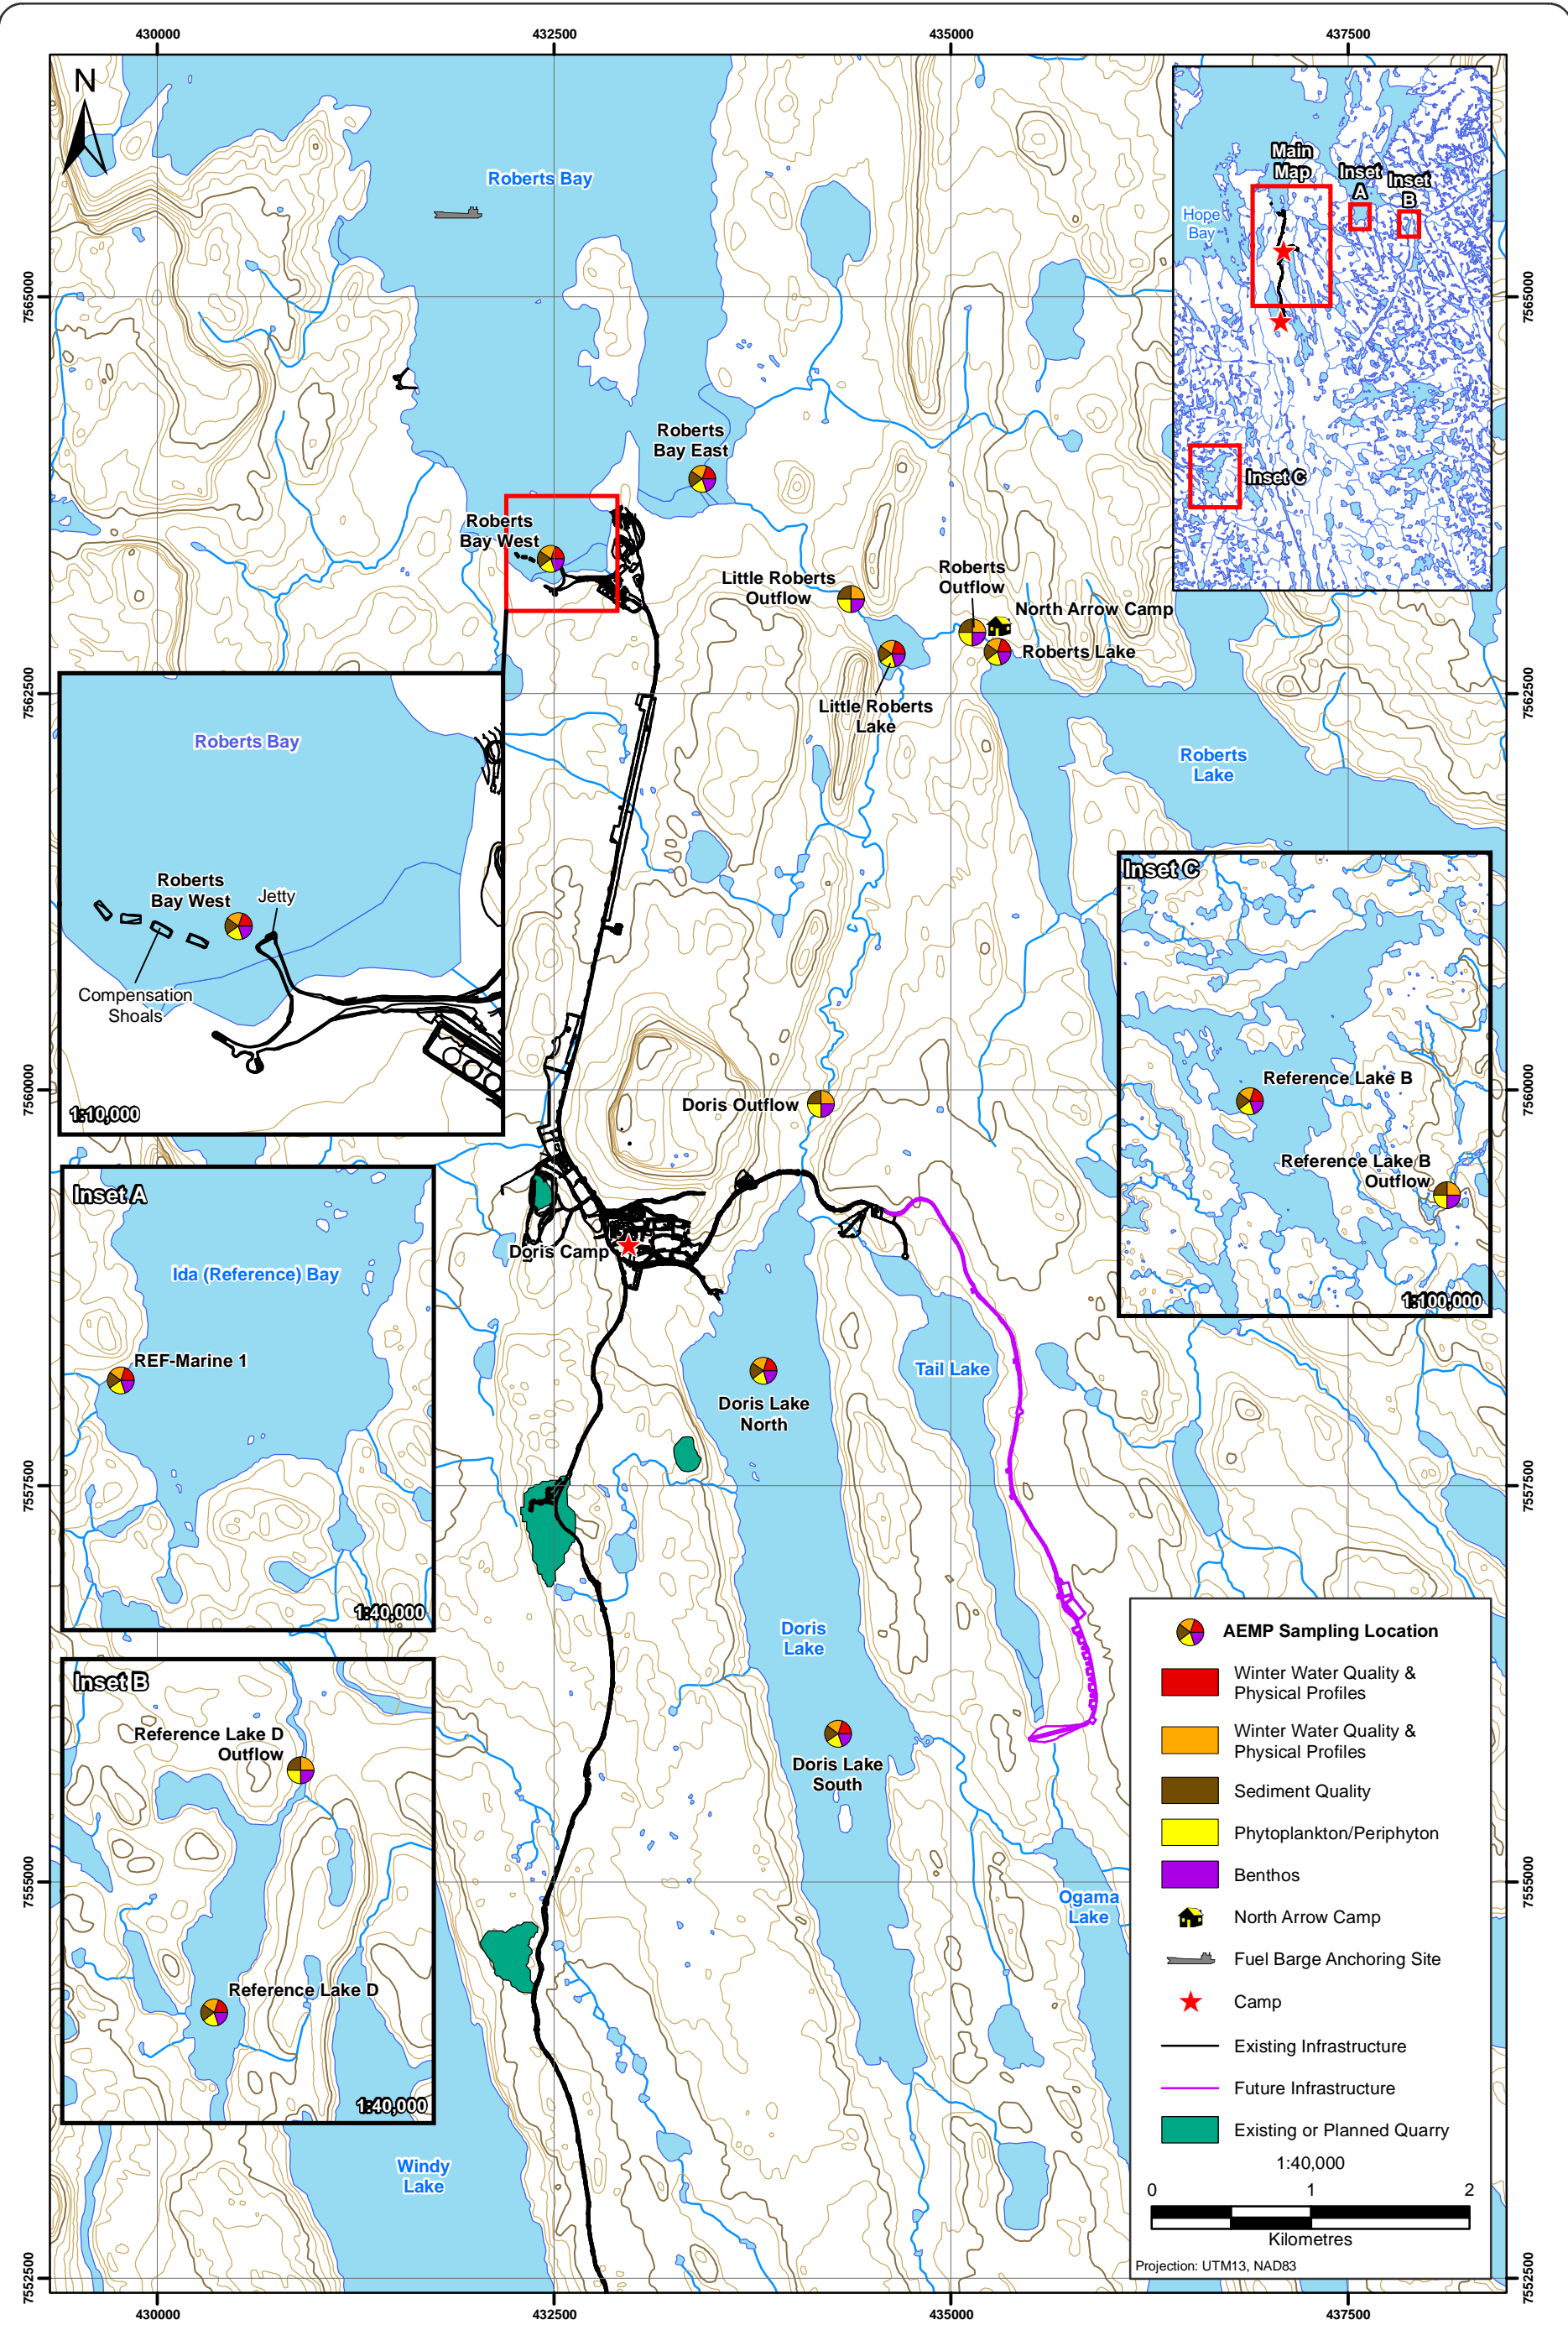 430000
432500
435000
437500
N
Roberts Bay
Main
Map
Inset
A
Inset
B
Hope
Bay
Inset C
7565000
7565000
Roberts
Bay East
Roberts
Bay West
Little Roberts
Outflow
Roberts
Outflow
North Arrow Camp
Roberts Lake
Little Roberts
Lake
7562500
7562500
Roberts Bay
Roberts
Lake
Roberts
Bay West
Jetty
Compensation
Shoals
1:10,000
Inset C
Reference Lake B
Reference Lake B
Outflow
1:100,000
7560000
7560000
Doris Outflow
Inset A
Ida (Reference) Bay
REF-Marine 1
1:40,000
Doris Camp
Tail Lake
Doris Lake
North
7557500
7557500
Doris
Lake
Inset B
Reference Lake D
Outflow
Reference Lake D
1:40,000
Doris Lake
South
7555000
7555000
Ogama
Lake
Windy
Lake
AEMP Sampling Location
Winter Water Quality &
Physical Profiles
Winter Water Quality &
Physical Profiles
Sediment Quality
Phytoplankton/Periphyton
Benthos
North Arrow Camp
Fuel Barge Anchoring Site
Camp
Existing Infrastructure
Future Infrastructure
Existing or Planned Quarry
1:40,000
0 1 2
Kilometres
Projection: UTM13, NAD83
7552500
7552500
430000
432500
435000
437500